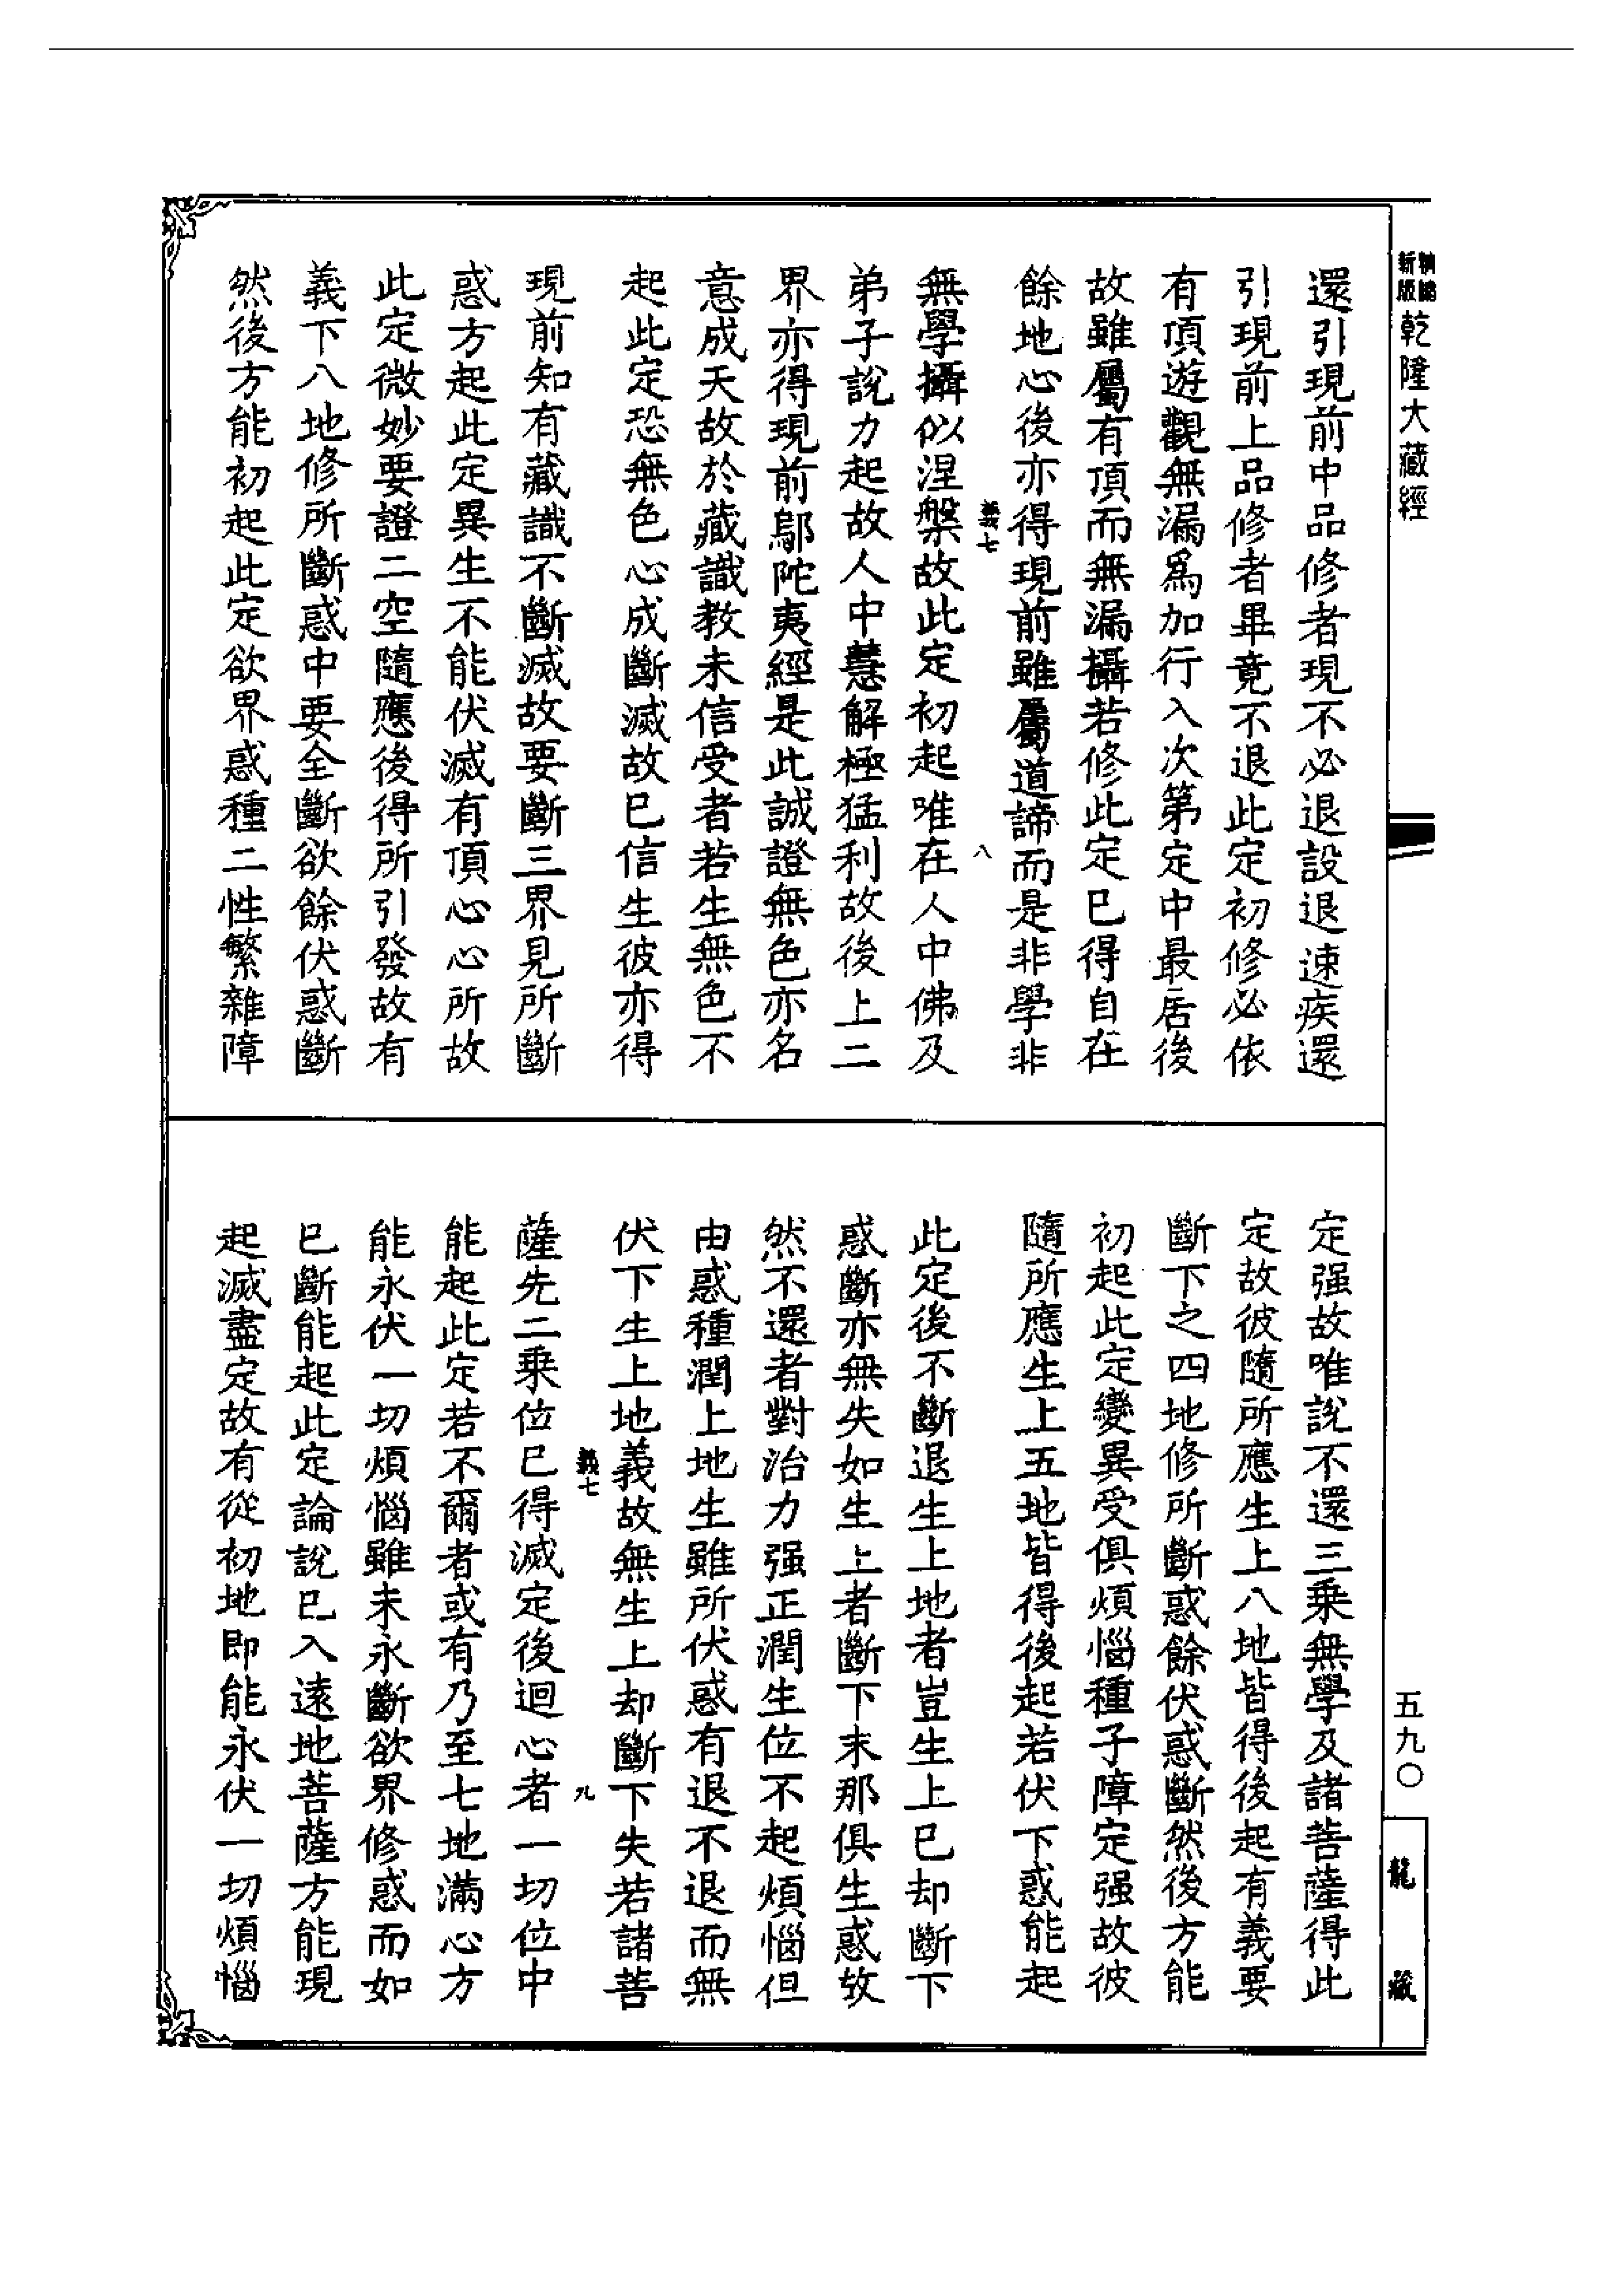 精縮新版乾隆大藏經
還引現前中品修者現不必退設退速疾還
引現前上品修者畢竟不退此定初修必依
有頂遊觀無漏爲加行入次第定中最居後
故雖屬有頂而無漏攝若修此定已得自在
餘地心後亦得現前雖屬道諦而是非學非
義七 八
無學攝似涅槃故此定初起唯在人中佛及
弟子說力起故人中慧解極猛利故後上二
界亦得現前鄔陀夷經是此誠證無色亦名
意成天故於藏識教未信受者若生無色不
起此定恐無色心成斷滅故已信生彼亦得
現前知有藏識不斷滅故要斷三界見所斷
惑方起此定異生不能伏滅有頂心心所故
此定微妙要證二空隨應後得所引發故有
義下八地修所斷惑中要全斷欲餘伏惑斷
然後方能初起此定欲界惑種二性繁雜障
定强故唯說不還三乘無學及諸菩薩得此
定故彼隨所應生上八地皆得後起有義要
斷下之四地修所斷惑餘伏惑斷然後方能
初起此定變異受俱煩惱種子障定强故彼
隨所應生上五地皆得後起若伏下惑能起
此定後不斷退生上地者豈生上已却斷下
惑斷亦無失如生上者斷下末那俱生惑故
然不還者對治力强正潤生位不起煩惱但
由惑種潤上地生雖所伏惑有退不退而無
伏下生上地義故無生上却斷下失若諸菩
義七 九
薩先二乘位已得滅定後迴心者一切位中
能起此定若不爾者或有乃至七地滿心方
能永伏一切煩惱雖未永斷欲界修惑而如
已斷能起此定論說已入遠地菩薩方能現
起滅盡定故有從初地即能永伏一切煩惱
五九〇
龍藏